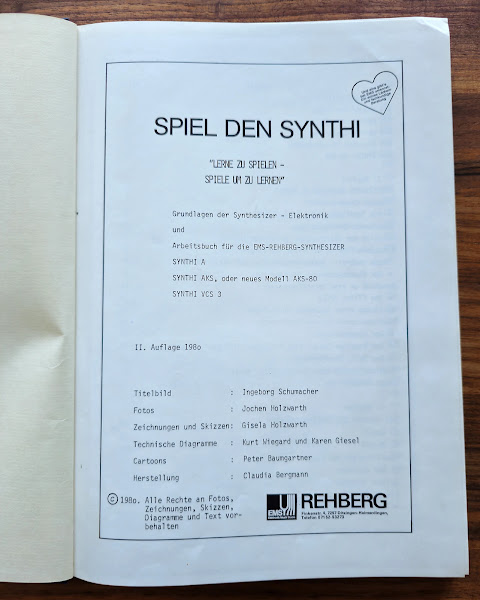 SPIEL DEN SYNTHI
"LERNE ZU SPIELEN -
SPIELE UM ZU LERNEN"
Grundlagen der Synthesizer - Elektronik
und
Arbeitsbuch für die EMS-REHBERG-SYNTHESIZER
SYNTHI A
SYNTHI AKS, oder neues Modell AKS-80
SYNTHI VCS 3
II. Auflage 198o
Titelbild : Ingeborg Schumacher
Fotos : Jochen Holzwarth
Zeichnungen und Skizzen: Gisela Holzwarth
Technische Diagramme : Kurt Wiegard und Karen Giesel
Cartoons : Peter Baumgartner
Herstellung : Claudia Bergmann
© 198o. Alle Rechte an Fotos,
Zeichnungen, Skizzen,
Diagramme und Text vor-
behalten
EMS
REHBERG